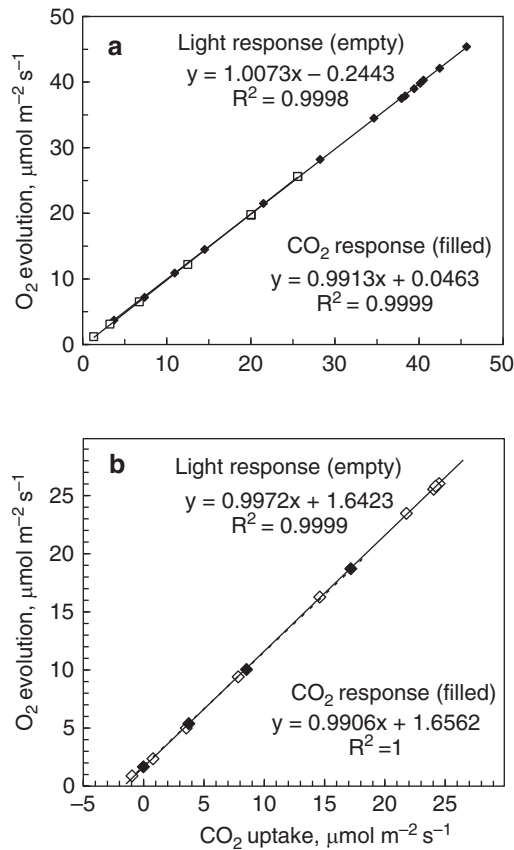 a
Light response (empty)
y = 1.0073x – 0.2443
R² = 0.9998
CO₂ response (filled)
y = 0.9913x + 0.0463
R² = 0.9999
O₂ evolution, μmol m⁻² s⁻¹
50
40
30
20
10
0
0 10 20 30 40 50
b
Light response (empty)
y = 0.9972x + 1.6423
R² = 0.9999
CO₂ response (filled)
y = 0.9906x + 1.6562
R² =1
O₂ evolution, μmol m⁻² s⁻¹
25
20
15
10
5
0
–5 0 5 10 15 20 25
CO₂ uptake, μmol m⁻² s⁻¹